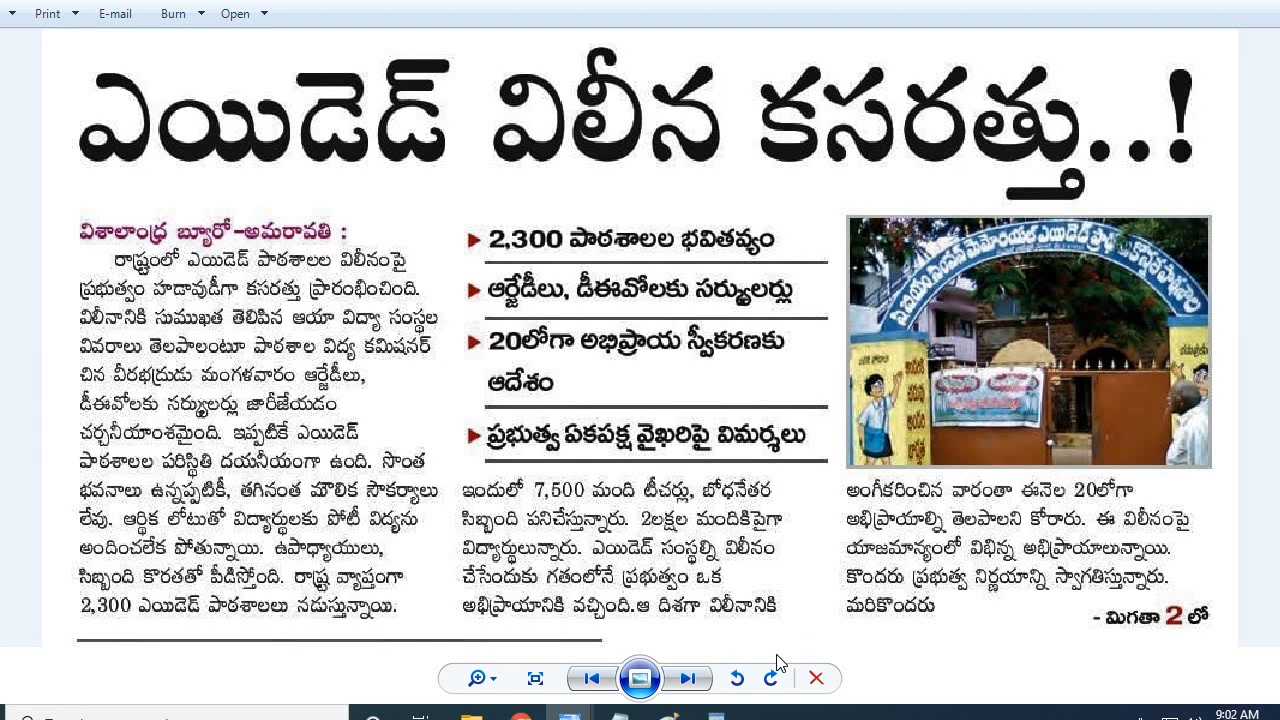 Print
E-mail
Burn
Open
ఎయిడెడ్ విలీన కసరత్తు..!
విశాలాంధ్ర బ్యూరో-అమరావతి :
రాష్ట్రంలో ఎయిడెడ్ పాఠశాలల విలీనంపై
ప్రభుత్వం హడావుడీగా కసరత్తు ప్రారంభించింది.
విలీనానికి సుముఖత తెలిపిన ఆయా విద్యా సంస్థల
వివరాలు తెలపాలంటూ పాఠశాల విద్య కమిషనర్
చిన వీరభద్రుడు మంగళవారం ఆర్జేడీలు,
డీఈవోలకు సర్క్యులర్లు జారీజేయడం
చర్చనీయాంశమైంది. ఇప్పటికే ఎయిడెడ్
పాఠశాలల పరిస్థితి దయనీయంగా ఉంది. సొంత
భవనాలు ఉన్నప్పటికీ, తగినంత మౌలిక సౌకర్యాలు
లేవు. ఆర్థిక లోటుతో విద్యార్థులకు పోటీ విద్యను
అందించలేక పోతున్నాయి. ఉపాధ్యాయులు,
సిబ్బంది కొరతతో పీడిస్తోంది. రాష్ట్ర వ్యాప్తంగా
2,300 ఎయిడెడ్ పాఠశాలలు నడుస్తున్నాయి.
2,300 పాఠశాలల భవితవ్యం
ఆర్జేడీలు, డీఈవోలకు సర్క్యులర్లు
20లోగా అభిప్రాయ స్వీకరణకు
ఆదేశం
ప్రభుత్వ ఏకపక్ష వైఖరిపై విమర్శలు
ఇందులో 7,500 మంది టీచర్లు, బోధనేతర
సిబ్బంది పనిచేస్తున్నారు. 2లక్షల మందికిపైగా
విద్యార్థులున్నారు. ఎయిడెడ్ సంస్థల్ని విలీనం
చేసేందుకు గతంలోనే ప్రభుత్వం ఒక
అభిప్రాయానికి వచ్చింది.ఆ దిశగా విలీనానికి
అంగీకరించిన వారంతా ఈనెల 20లోగా
అభిప్రాయాల్ని తెలపాలని కోరారు. ఈ విలీనంపై
యాజమాన్యంలో విభిన్న అభిప్రాయాలున్నాయి.
కొందరు ప్రభుత్వ నిర్ణయాన్ని స్వాగతిస్తున్నారు.
మరికొందరు
- మిగతా 2 లో
9:02 AM